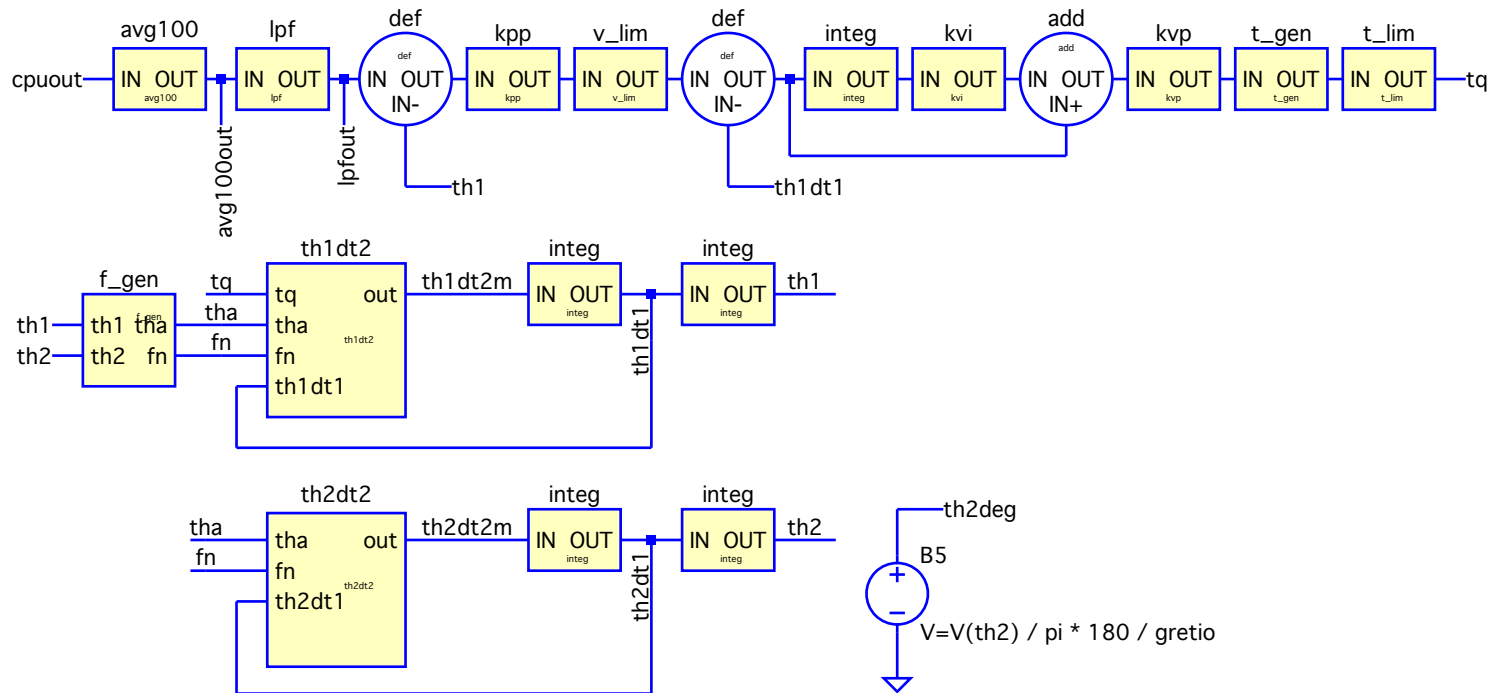 avg100 lpf def kpp v_lim def integ kvi add kvp t_gen t_lim
def def add
cpuout IN OUT IN OUT IN OUT IN OUT IN OUT IN OUT IN OUT IN OUT IN OUT IN OUT IN OUT IN OUT tq
avg100 lpf kpp v_lim integ kvi kvp t_gen t_lim
IN- IN- IN+
avg100out
lpfout
th1 th1dt1
th1dt2 integ integ
f_gen
tq tq out th1dt2m IN OUT IN OUT th1
integ integ
f_gen
th1 th1 tha tha tha
th1dt2
th2 th2 fn fn fn
th1dt1
th1dt1
th2dt2 integ integ
tha tha out th2dt2m IN OUT IN OUT th2
integ integ
fn fn
th2dt2
th2dt1
th2dt1
th2deg
B5
V=V(th2) / pi * 180 / gretio